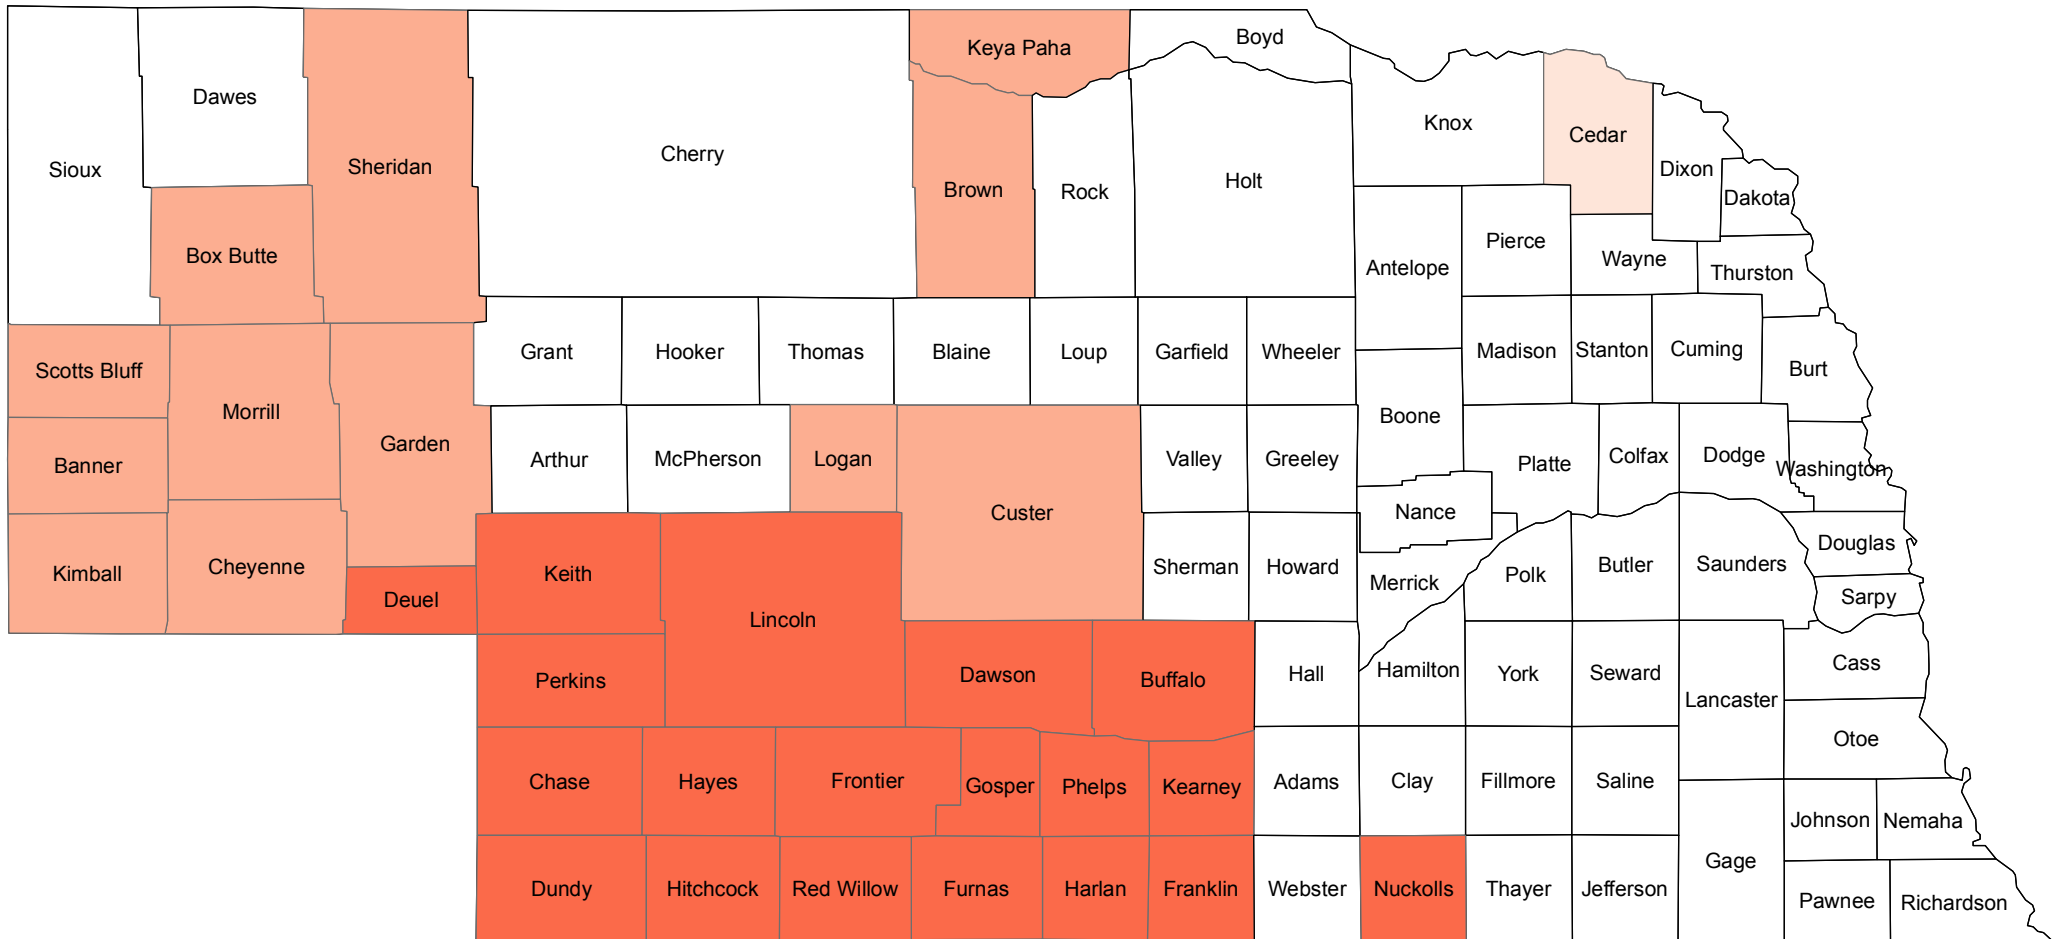 Boyd
Keya Paha
Dawes
Knox
Cedar
Sioux
Sheridan
Cherry
Brown
Rock
Holt
Dixon
Dakota
Box Butte
Antelope
Pierce
Wayne
Thurston
Scotts Bluff
Morrill
Grant
Hooker
Thomas
Blaine
Loup
Garfield
Wheeler
Madison
Stanton
Cuming
Burt
Boone
Garden
Banner
Arthur
McPherson
Logan
Custer
Valley
Greeley
Platte
Colfax
Dodge
Washington
Nance
Kimball
Cheyenne
Deuel
Keith
Lincoln
Sherman
Howard
Merrick
Polk
Butler
Saunders
Douglas
Sarpy
Perkins
Dawson
Buffalo
Hall
Hamilton
York
Seward
Lancaster
Cass
Otoe
Chase
Hayes
Frontier
Gosper
Phelps
Kearney
Adams
Clay
Fillmore
Saline
Johnson
Nemaha
Dundy
Hitchcock
Red Willow
Furnas
Harlan
Franklin
Webster
Nuckolls
Thayer
Jefferson
Gage
Pawnee
Richardson